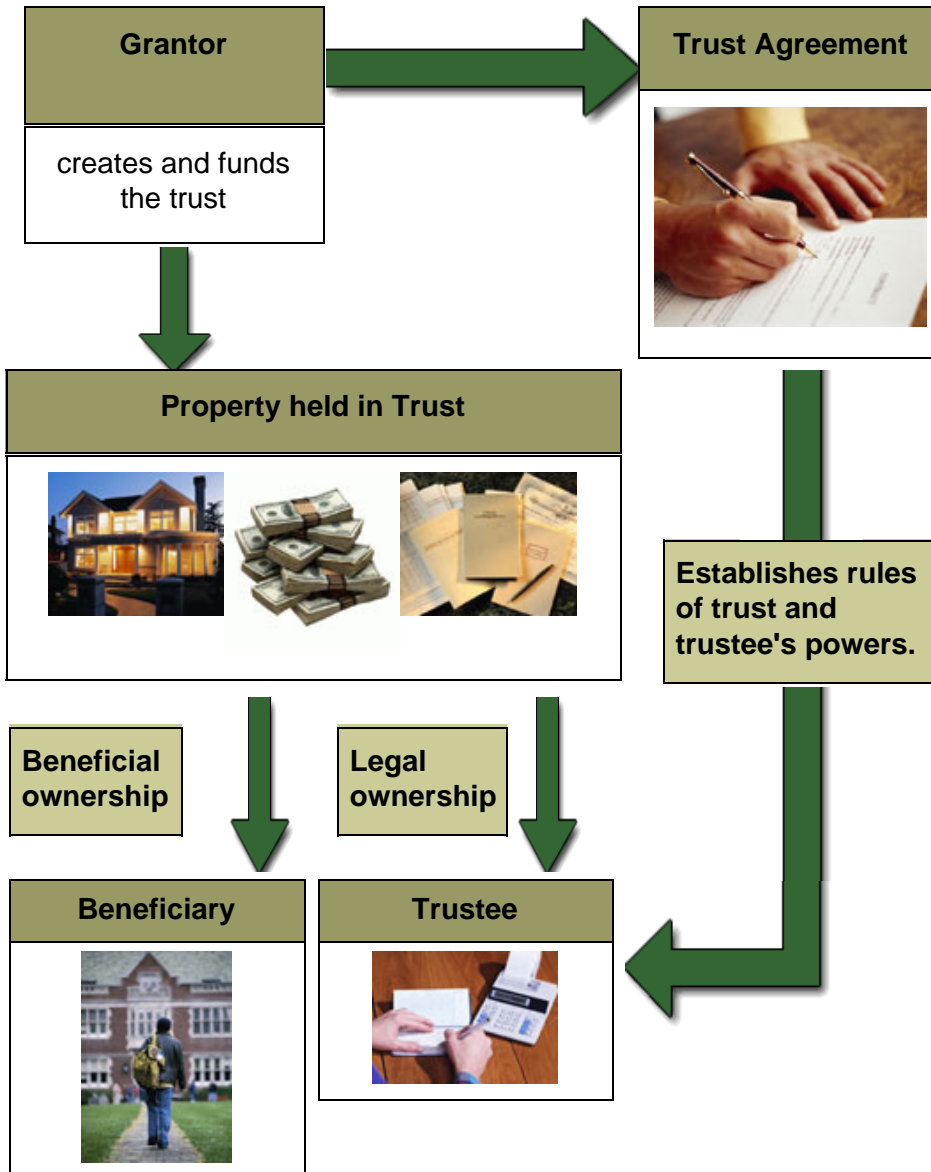 Grantor
creates and funds
the trust
Trust Agreement
Property held in Trust
Establishes rules
of trust and
trustee's powers.
Beneficial
ownership
Legal
ownership
Beneficiary
Trustee